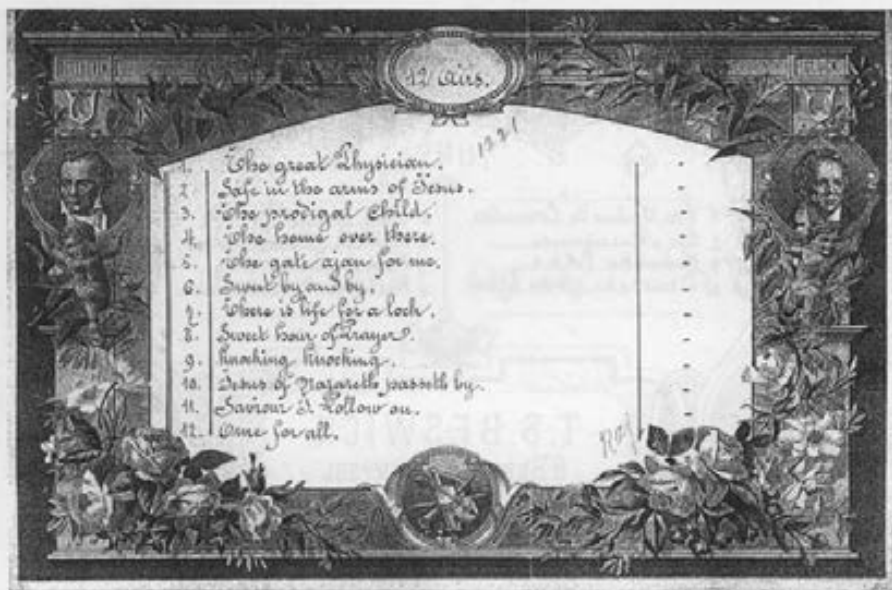 12 Airs.
1321
1. The great Physician.
2. Safe in the arms of Jesus.
3. The prodigal Child.
4. The home over there.
5. The gate ajar for me.
6. Sweet by and by.
7. There is life for a look.
8. Sweet hour of Prayer.
9. Knocking Knocking.
10. Jesus of Nazareth passeth by.
11. Saviour I follow on.
12. Once for all.
T.S. BESWI